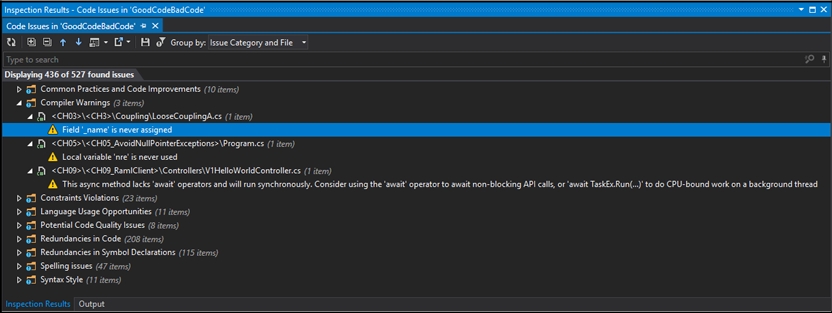 Inspection Results - Code Issues in 'GoodCodeBadCode'
Code Issues in 'GoodCodeBadCode'
Group by: Issue Category and File
Type to search
Displaying 436 of 527 found issues
Common Practices and Code Improvements (10 items)
Compiler Warnings (3 items)
<CH03>\<CH3>\Coupling\LooseCouplingA.cs (1 item)
Field '_name' is never assigned
<CH05>\<CH05_AvoidNullPointerExceptions>\Program.cs (1 item)
Local variable 'nre' is never used
<CH09>\<CH09_RamlClient>\Controllers\V1HelloWorldController.cs (1 item)
This async method lacks 'await' operators and will run synchronously. Consider using the 'await' operator to await non-blocking API calls, or 'await TaskEx.Run(...)' to do CPU-bound work on a background thread
Constraints Violations (23 items)
Language Usage Opportunities (11 items)
Potential Code Quality Issues (8 items)
Redundancies in Code (208 items)
Redundancies in Symbol Declarations (115 items)
Spelling issues (47 items)
Syntax Style (11 items)
Inspection Results Output